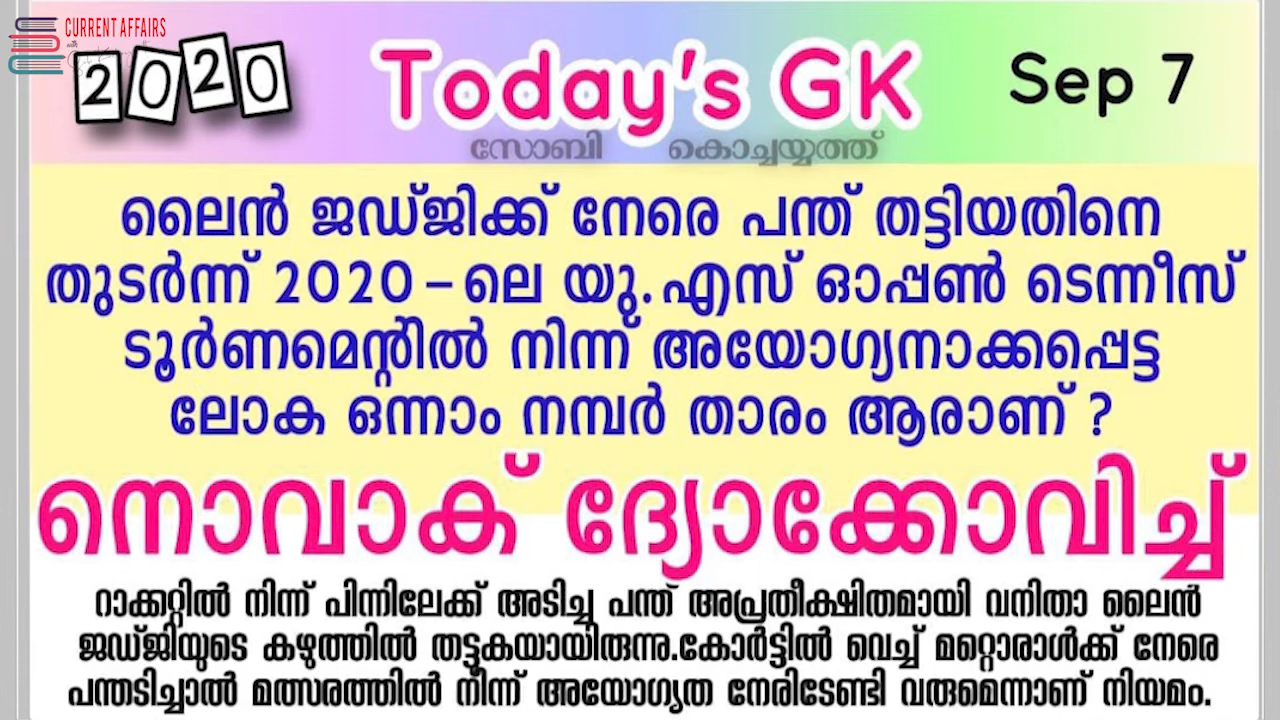 CURRENT AFFAIRS
2020
Today's GK
Sep 7
സോബി കൊച്ചയ്യത്ത്
ലൈൻ ജഡ്ജിക്ക് നേരെ പന്ത് തട്ടിയതിനെ
തുടർന്ന് 2020-ലെ യു.എസ് ഓപ്പൺ ടെന്നീസ്
ടൂർണമെന്റിൽ നിന്ന് അയോഗ്യനാക്കപ്പെട്ട
ലോക ഒന്നാം നമ്പർ താരം ആരാണ് ?
നൊവാക് ദ്യോക്കോവിച്ച്
റാക്കറ്റിൽ നിന്ന് പിന്നിലേക്ക് അടിച്ച പന്ത് അപ്രതീക്ഷിതമായി വനിതാ ലൈൻ
ജഡ്ജിയുടെ കഴുത്തിൽ തട്ടുകയായിരുന്നു.കോർട്ടിൽ വെച്ച് മറ്റൊരാൾക്ക് നേരെ
പന്തടിച്ചാൽ മത്സരത്തിൽ നിന്ന് അയോഗ്യത നേരിടേണ്ടി വരുമെന്നാണ് നിയമം.